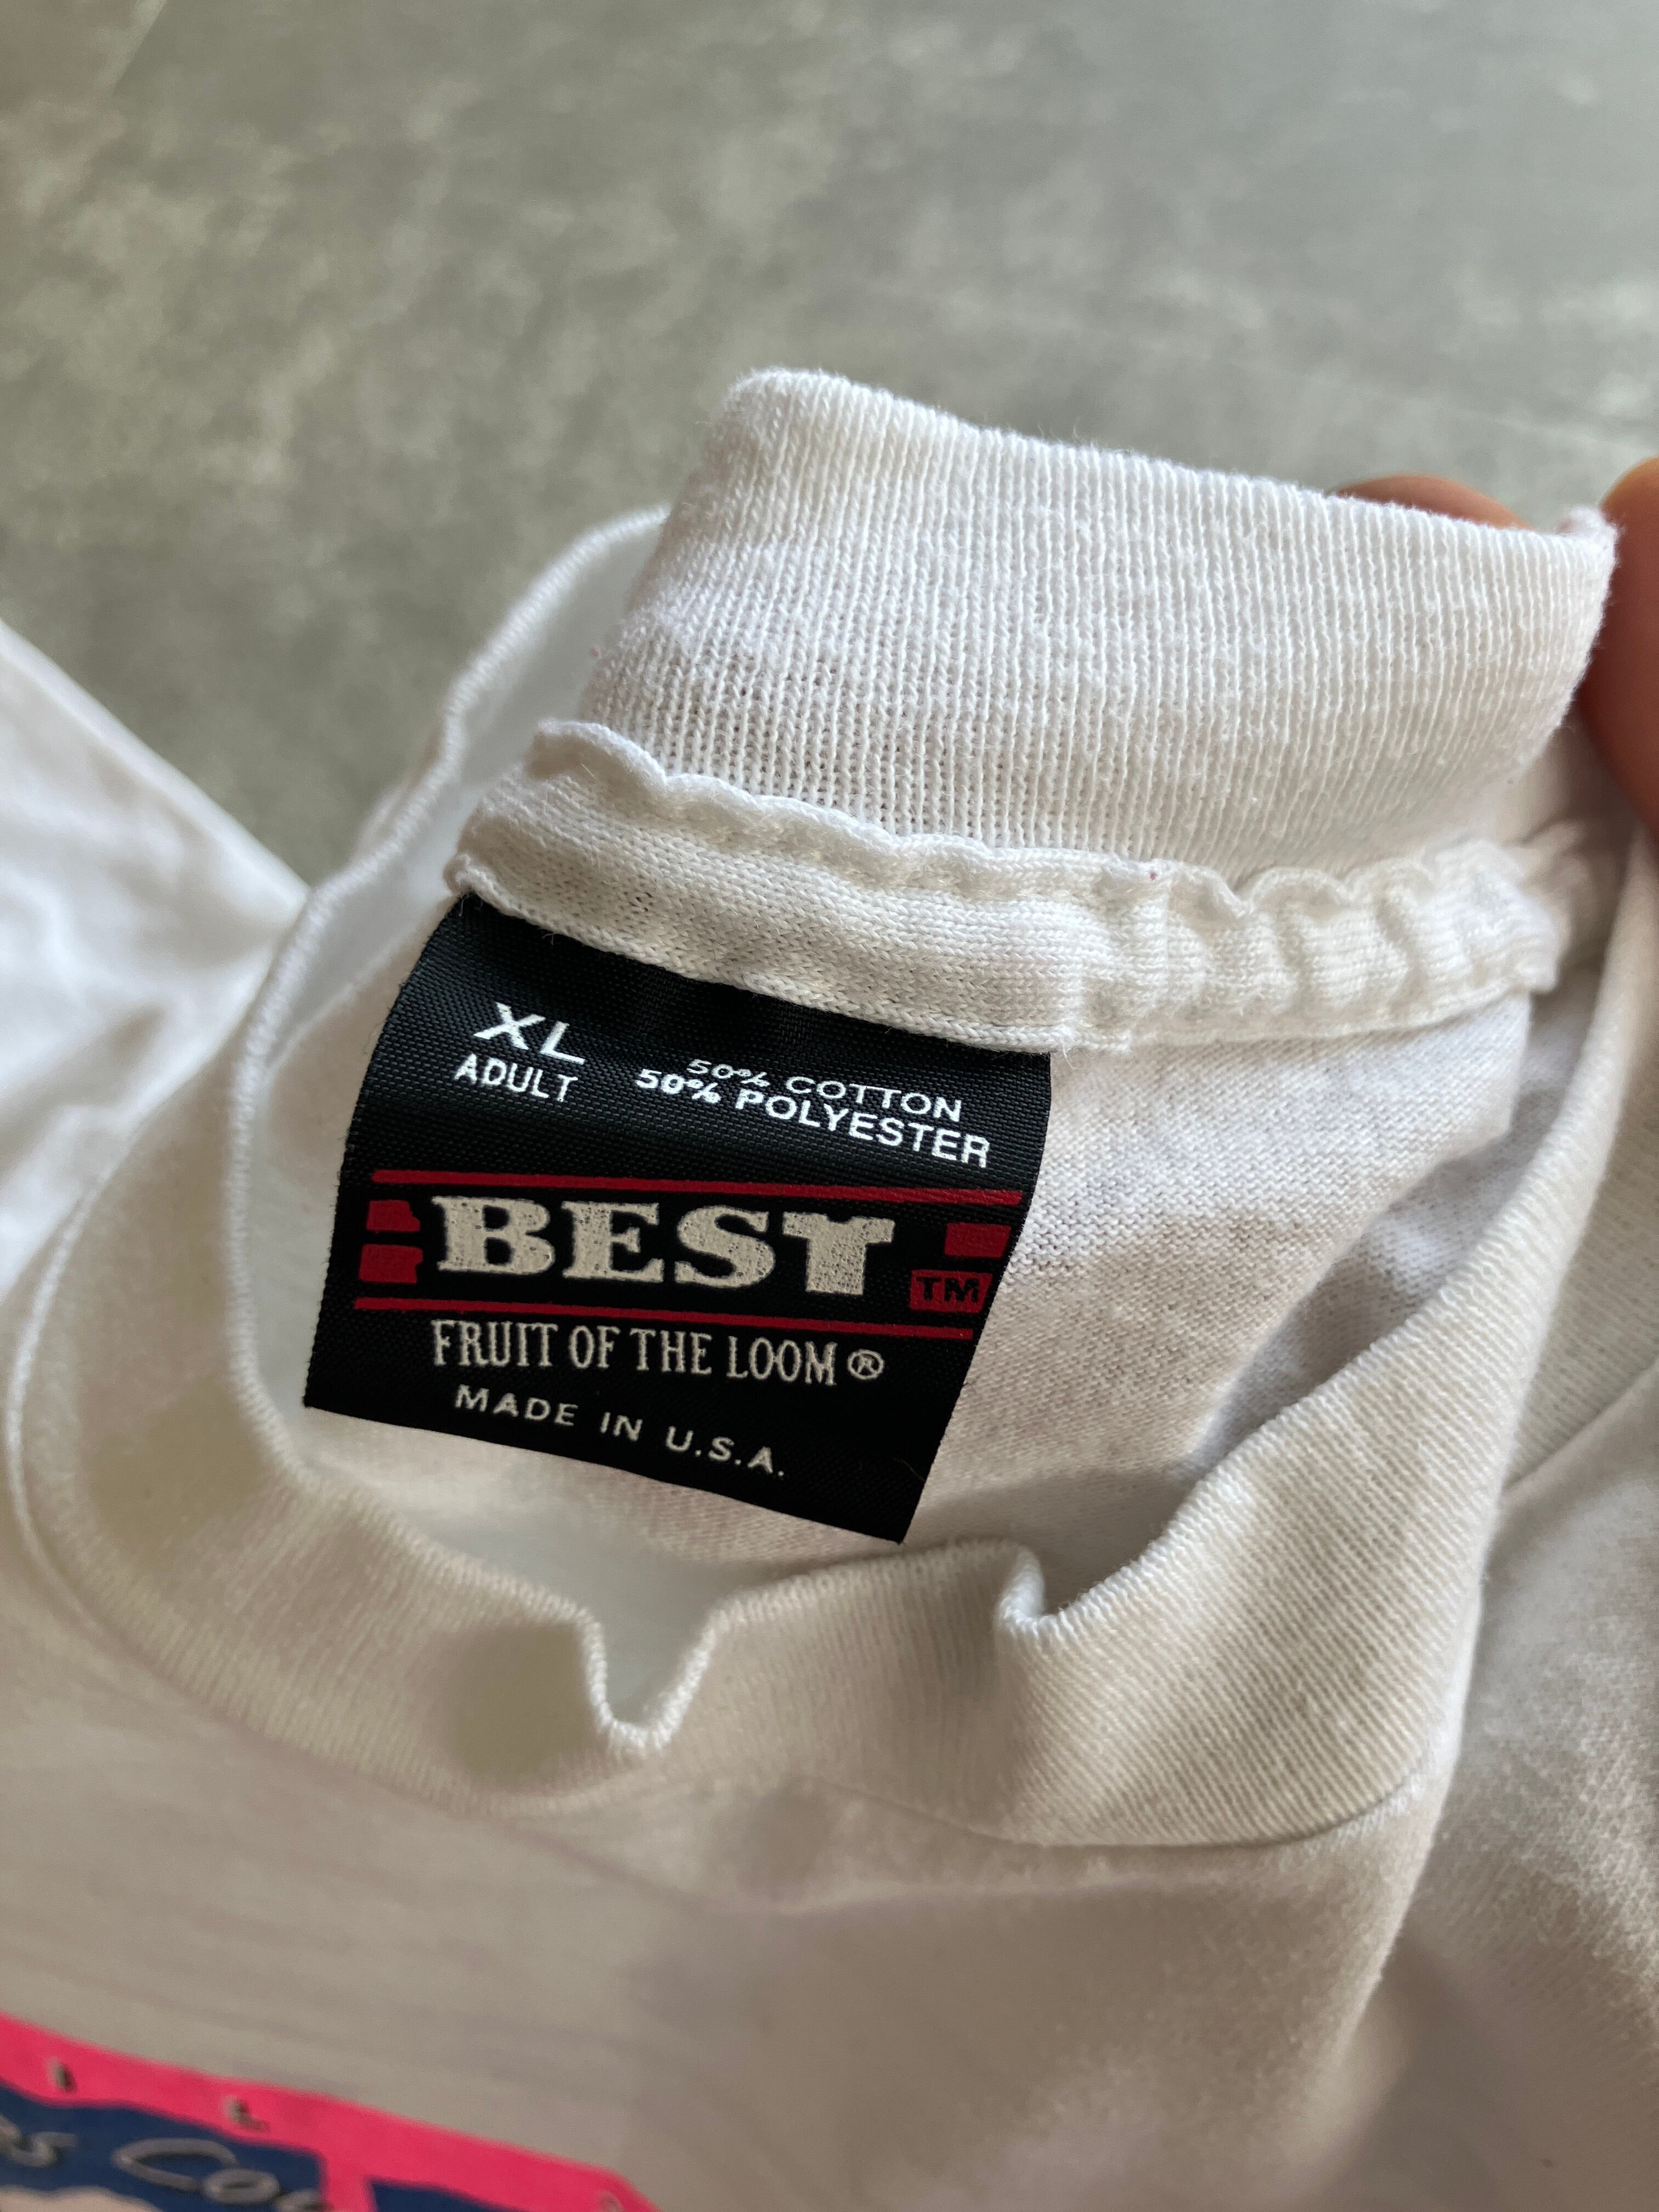 XL
ADULT
50% COTTON
50% POLYESTER
BEST
TM
FRUIT OF THE LOOM®
MADE IN U.S.A.